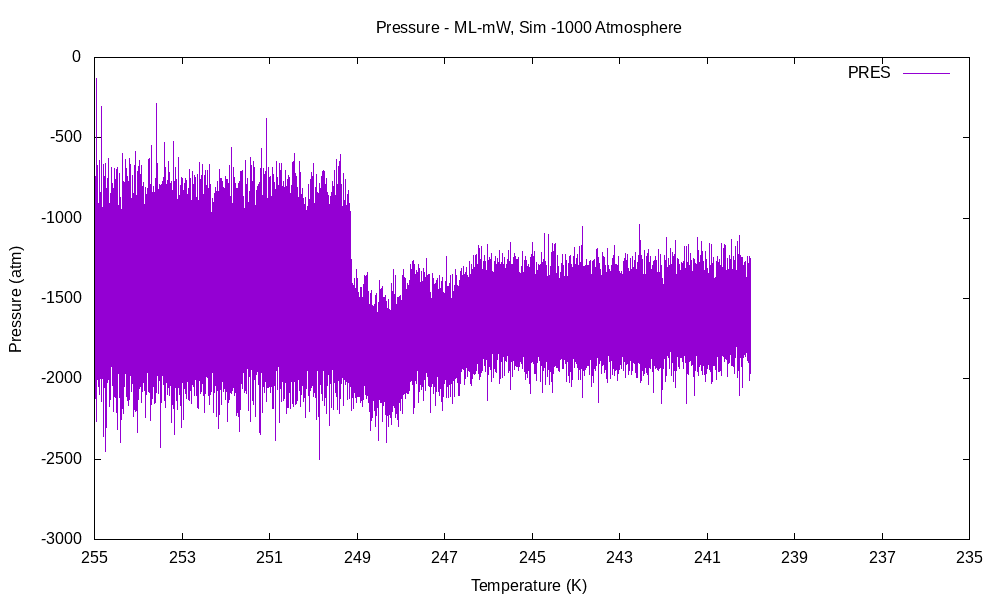 Pressure - ML-mW, Sim -1000 Atmosphere
PRES
0
-500
-1000
-1500
-2000
-2500
-3000
Pressure (atm)
255 253 251 249 247 245 243 241 239 237 235
Temperature (K)